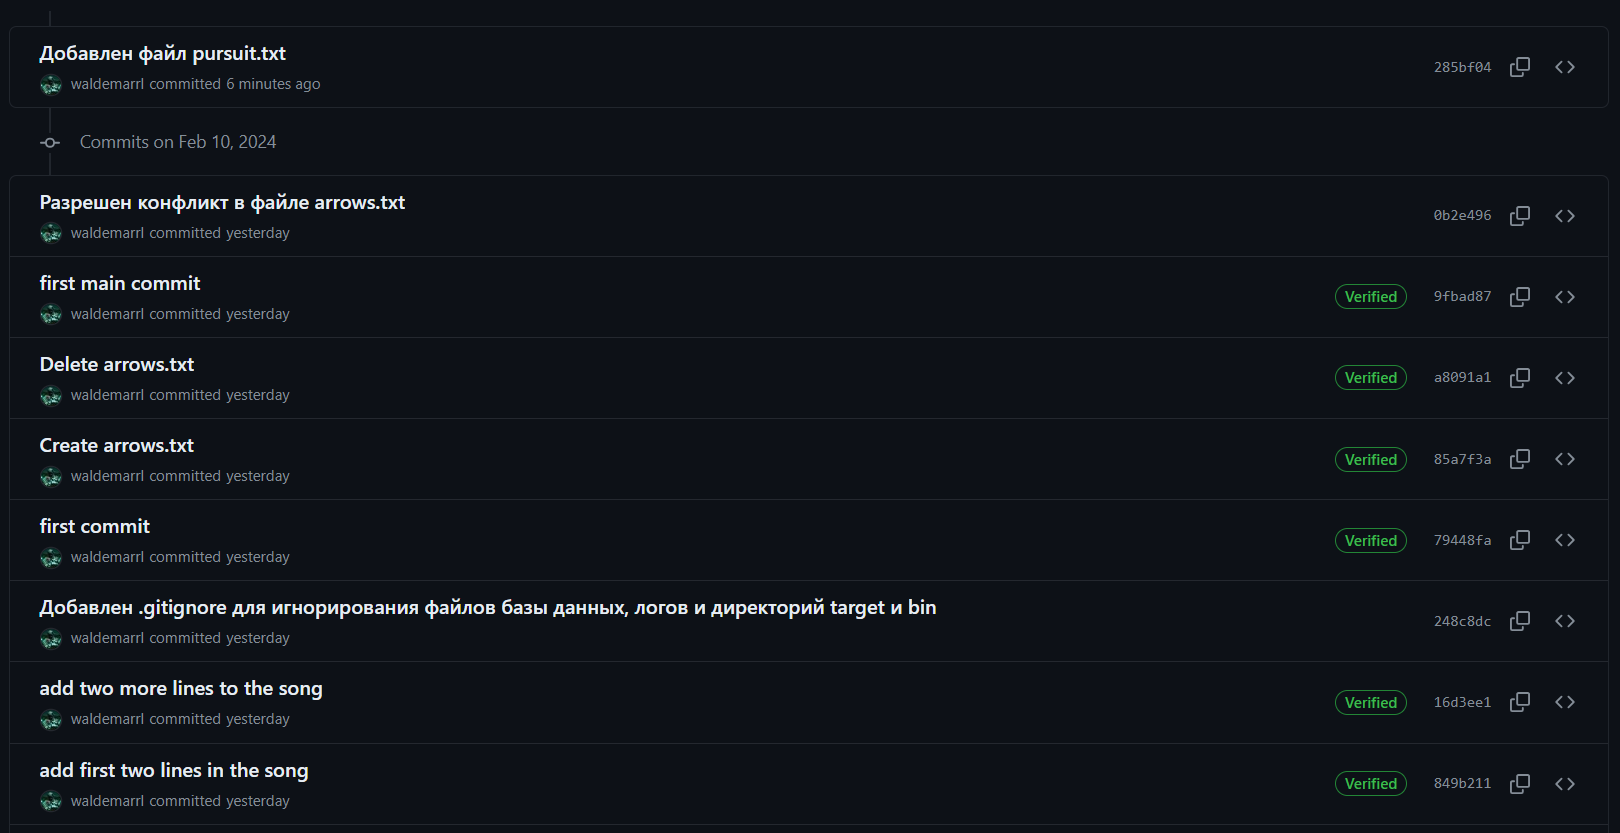 Добавлен файл pursuit.txt
waldemarrl committed 6 minutes ago
285bf04
Commits on Feb 10, 2024
Разрешен конфликт в файле arrows.txt
waldemarrl committed yesterday
0b2e496
first main commit
waldemarrl committed yesterday
Verified 9fbad87
Delete arrows.txt
waldemarrl committed yesterday
Verified a8091a1
Create arrows.txt
waldemarrl committed yesterday
Verified 85a7f3a
first commit
waldemarrl committed yesterday
Verified 79448fa
Добавлен .gitignore для игнорирования файлов базы данных, логов и директорий target и bin
waldemarrl committed yesterday
248c8dc
add two more lines to the song
waldemarrl committed yesterday
Verified 16d3ee1
add first two lines in the song
waldemarrl committed yesterday
Verified 849b211